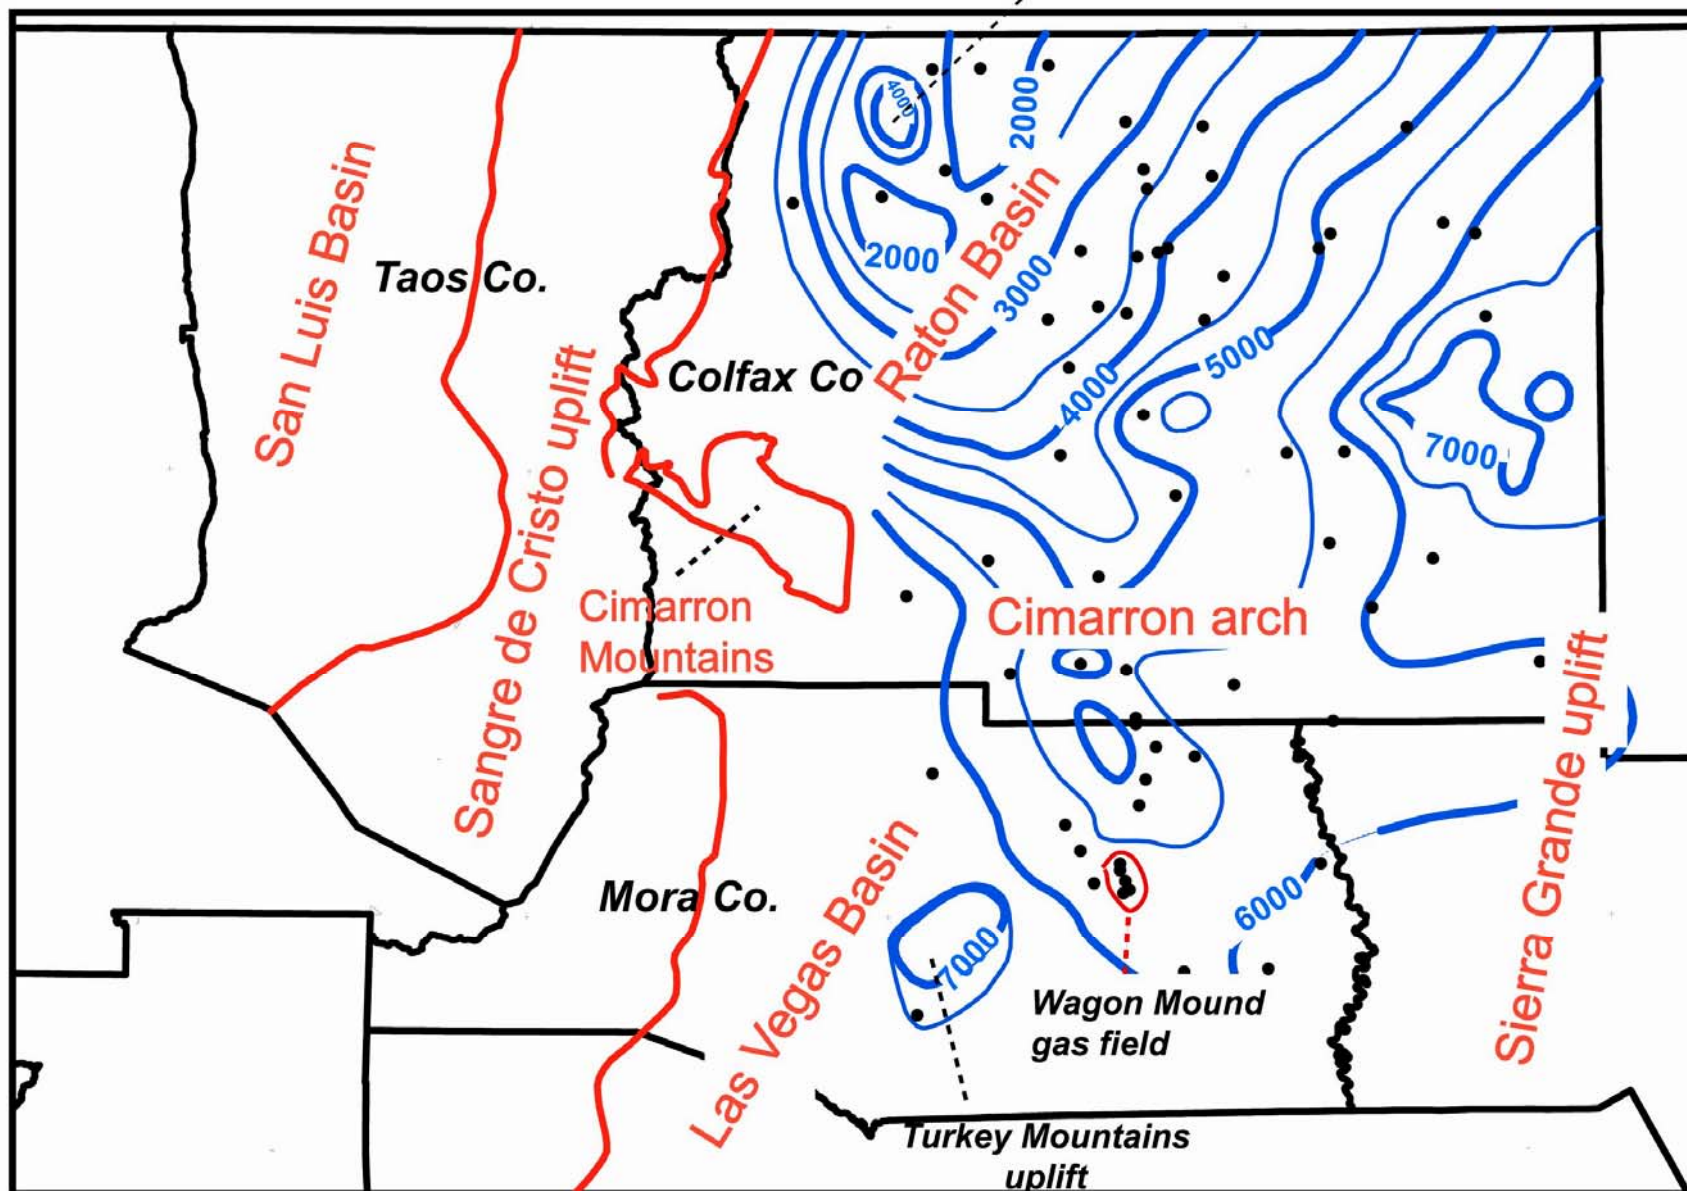 4000
2000
San Luis Basin
Taos Co.
2000
Raton Basin
3000
Colfax Co
4000
5000
7000
Sangre de Cristo uplift
Cimarron
Mountains
Cimarron arch
Sierra Grande uplift
Mora Co.
Las Vegas Basin
7000
6000
Wagon Mound
gas field
Turkey Mountains
uplift